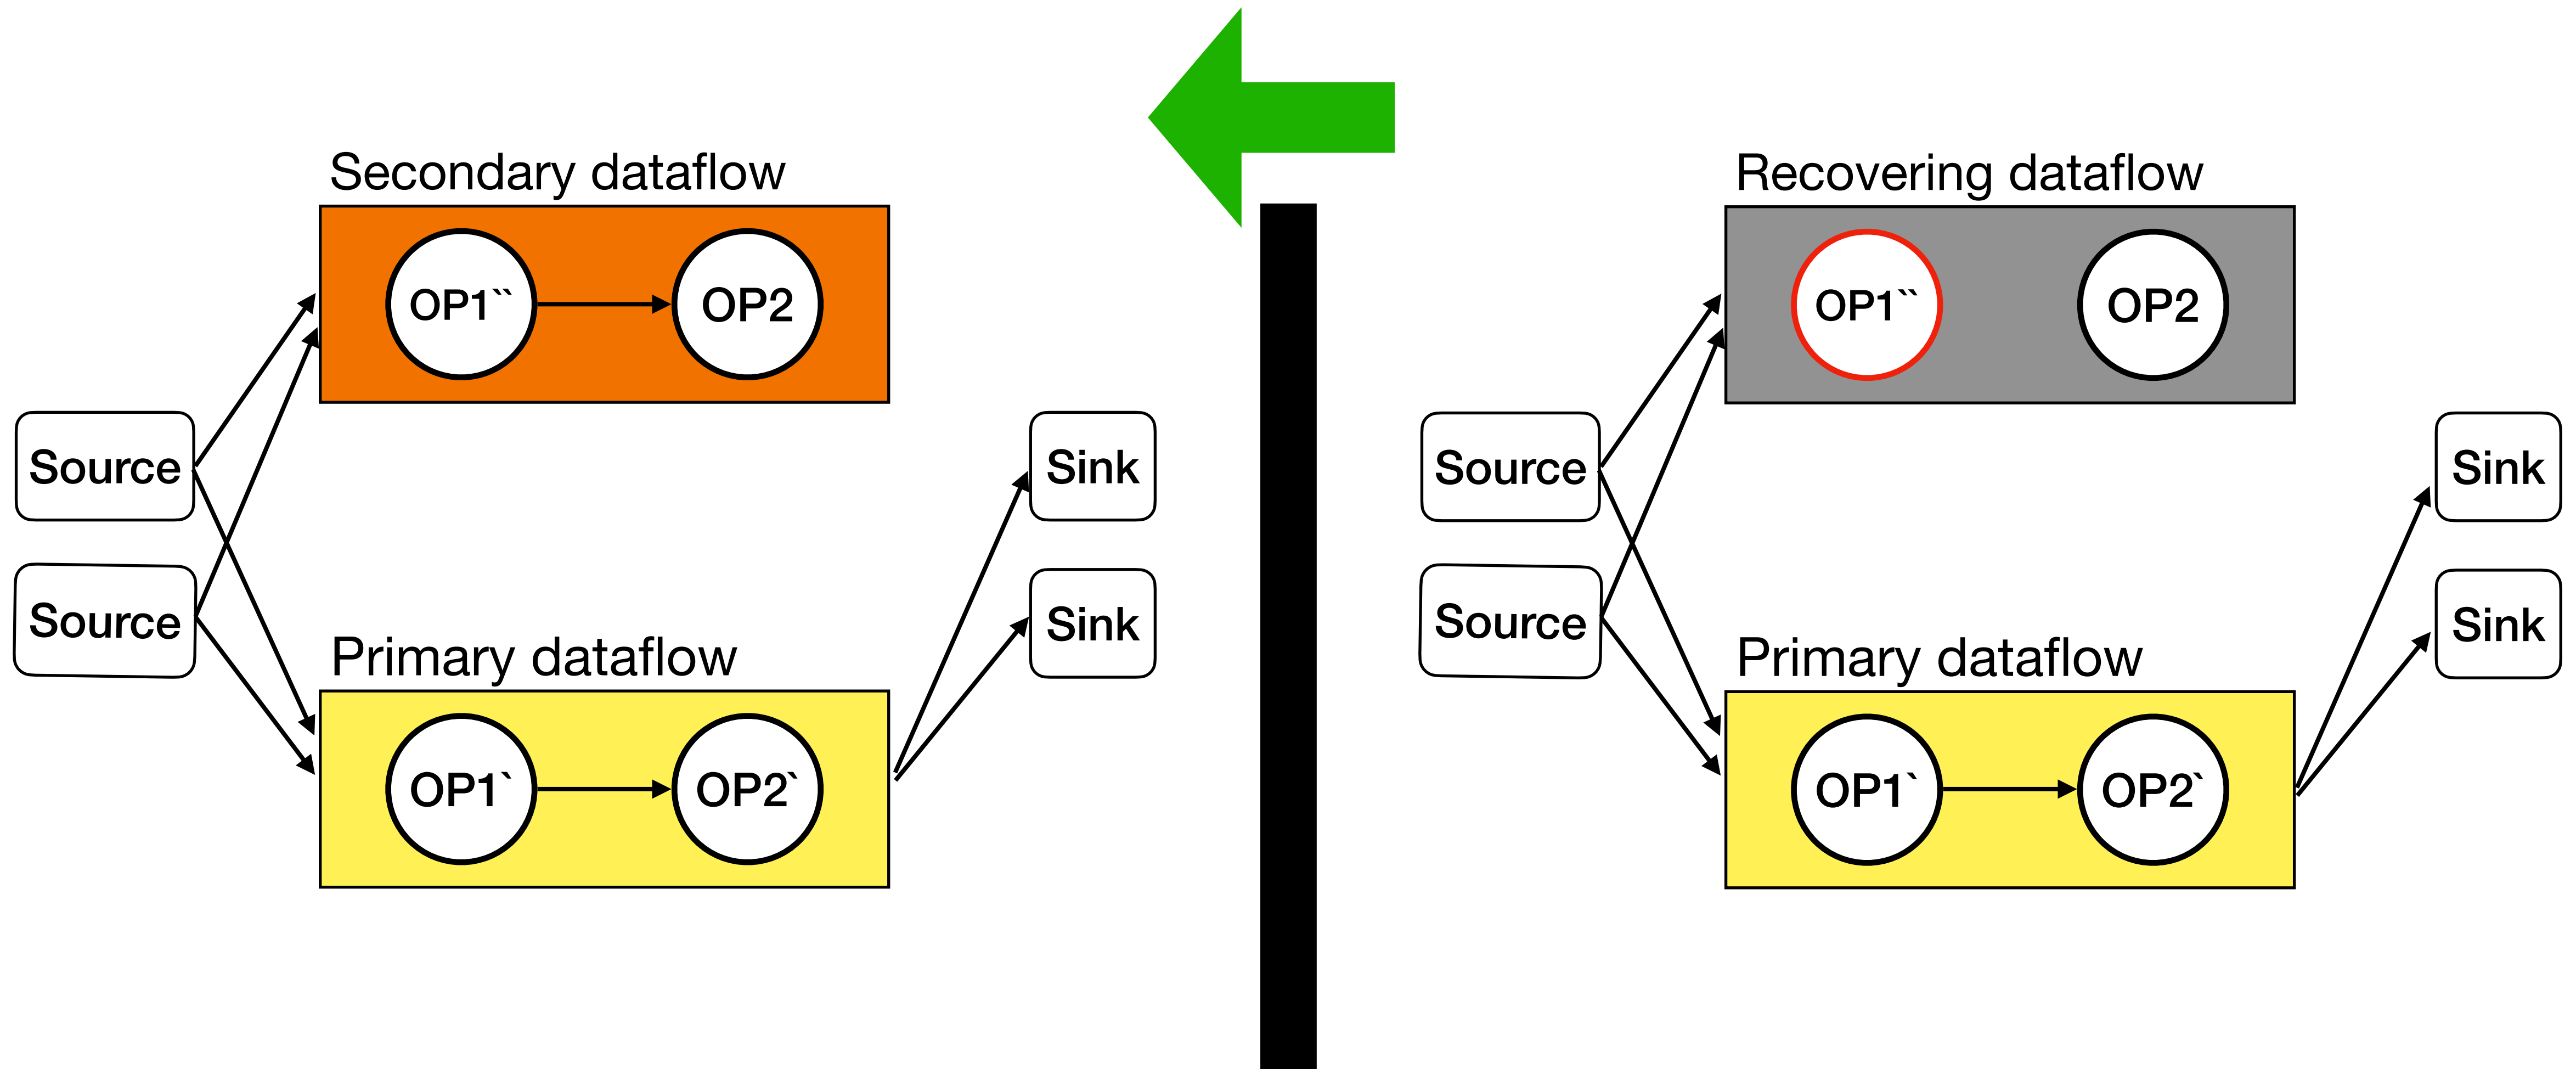 Secondary dataflow
OP1``
OP2
Source
Source
Sink
Sink
Primary dataflow
OP1`
OP2`
Recovering dataflow
OP1``
OP2
Source
Source
Sink
Sink
Primary dataflow
OP1`
OP2`